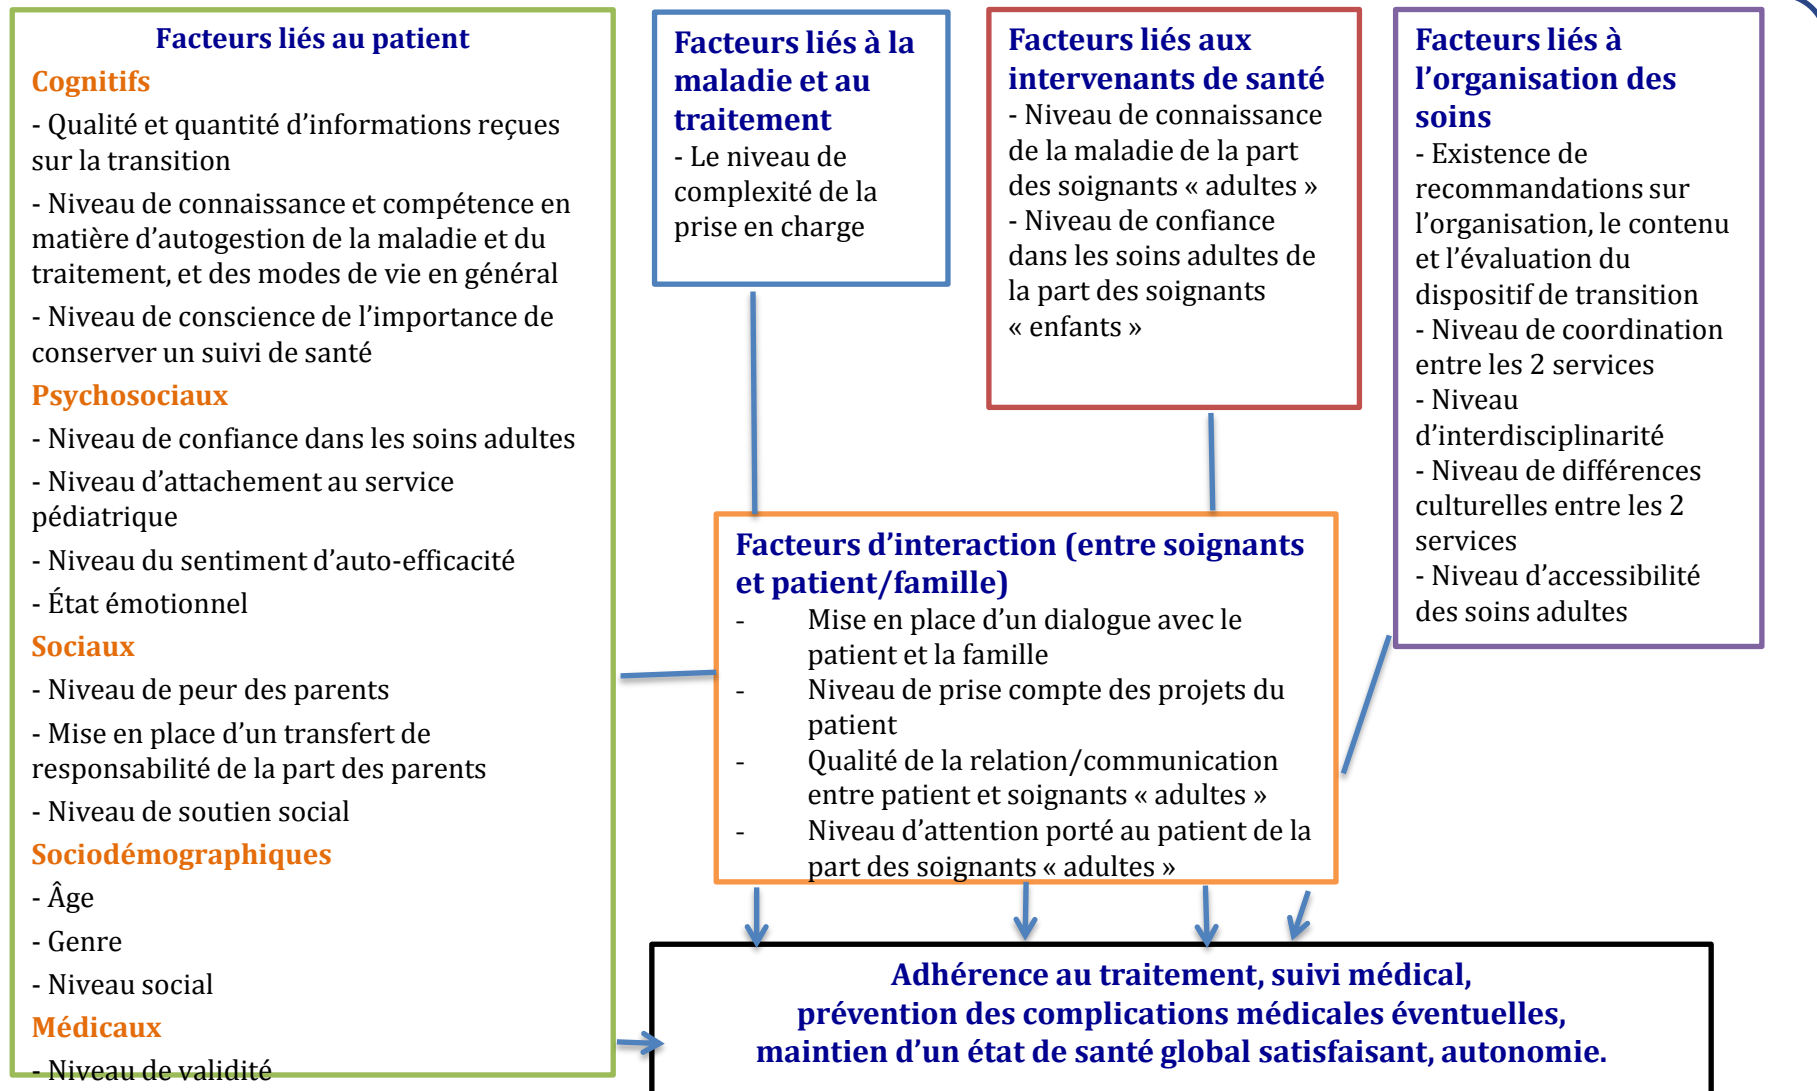 Facteurs liés au patient
Cognitifs
- Qualité et quantité d’informations reçues
sur la transition
- Niveau de connaissance et compétence en
matière d’autogestion de la maladie et du
traitement, et des modes de vie en général
- Niveau de conscience de l’importance de
conserver un suivi de santé
Psychosociaux
- Niveau de confiance dans les soins adultes
- Niveau d’attachement au service
pédiatrique
- Niveau du sentiment d’auto-efficacité
- État émotionnel
Sociaux
- Niveau de peur des parents
- Mise en place d’un transfert de
responsabilité de la part des parents
- Niveau de soutien social
Sociodémographiques
- Âge
- Genre
- Niveau social
Médicaux
- Niveau de validité
Facteurs liés à la
maladie et au
traitement
- Le niveau de
complexité de la
prise en charge
Facteurs liés aux
intervenants de santé
- Niveau de connaissance
de la maladie de la part
des soignants « adultes »
- Niveau de confiance
dans les soins adultes de
la part des soignants
« enfants »
Facteurs liés à
l’organisation des
soins
- Existence de
recommandations sur
l’organisation, le contenu
et l’évaluation du
dispositif de transition
- Niveau de coordination
entre les 2 services
- Niveau
d’interdisciplinarité
- Niveau de différences
culturelles entre les 2
services
- Niveau d’accessibilité
des soins adultes
Facteurs d’interaction (entre soignants
et patient/famille)
- Mise en place d’un dialogue avec le
patient et la famille
- Niveau de prise compte des projets du
patient
- Qualité de la relation/communication
entre patient et soignants « adultes »
- Niveau d’attention porté au patient de la
part des soignants « adultes »
Adhérence au traitement, suivi médical,
prévention des complications médicales éventuelles,
maintien d’un état de santé global satisfaisant, autonomie.